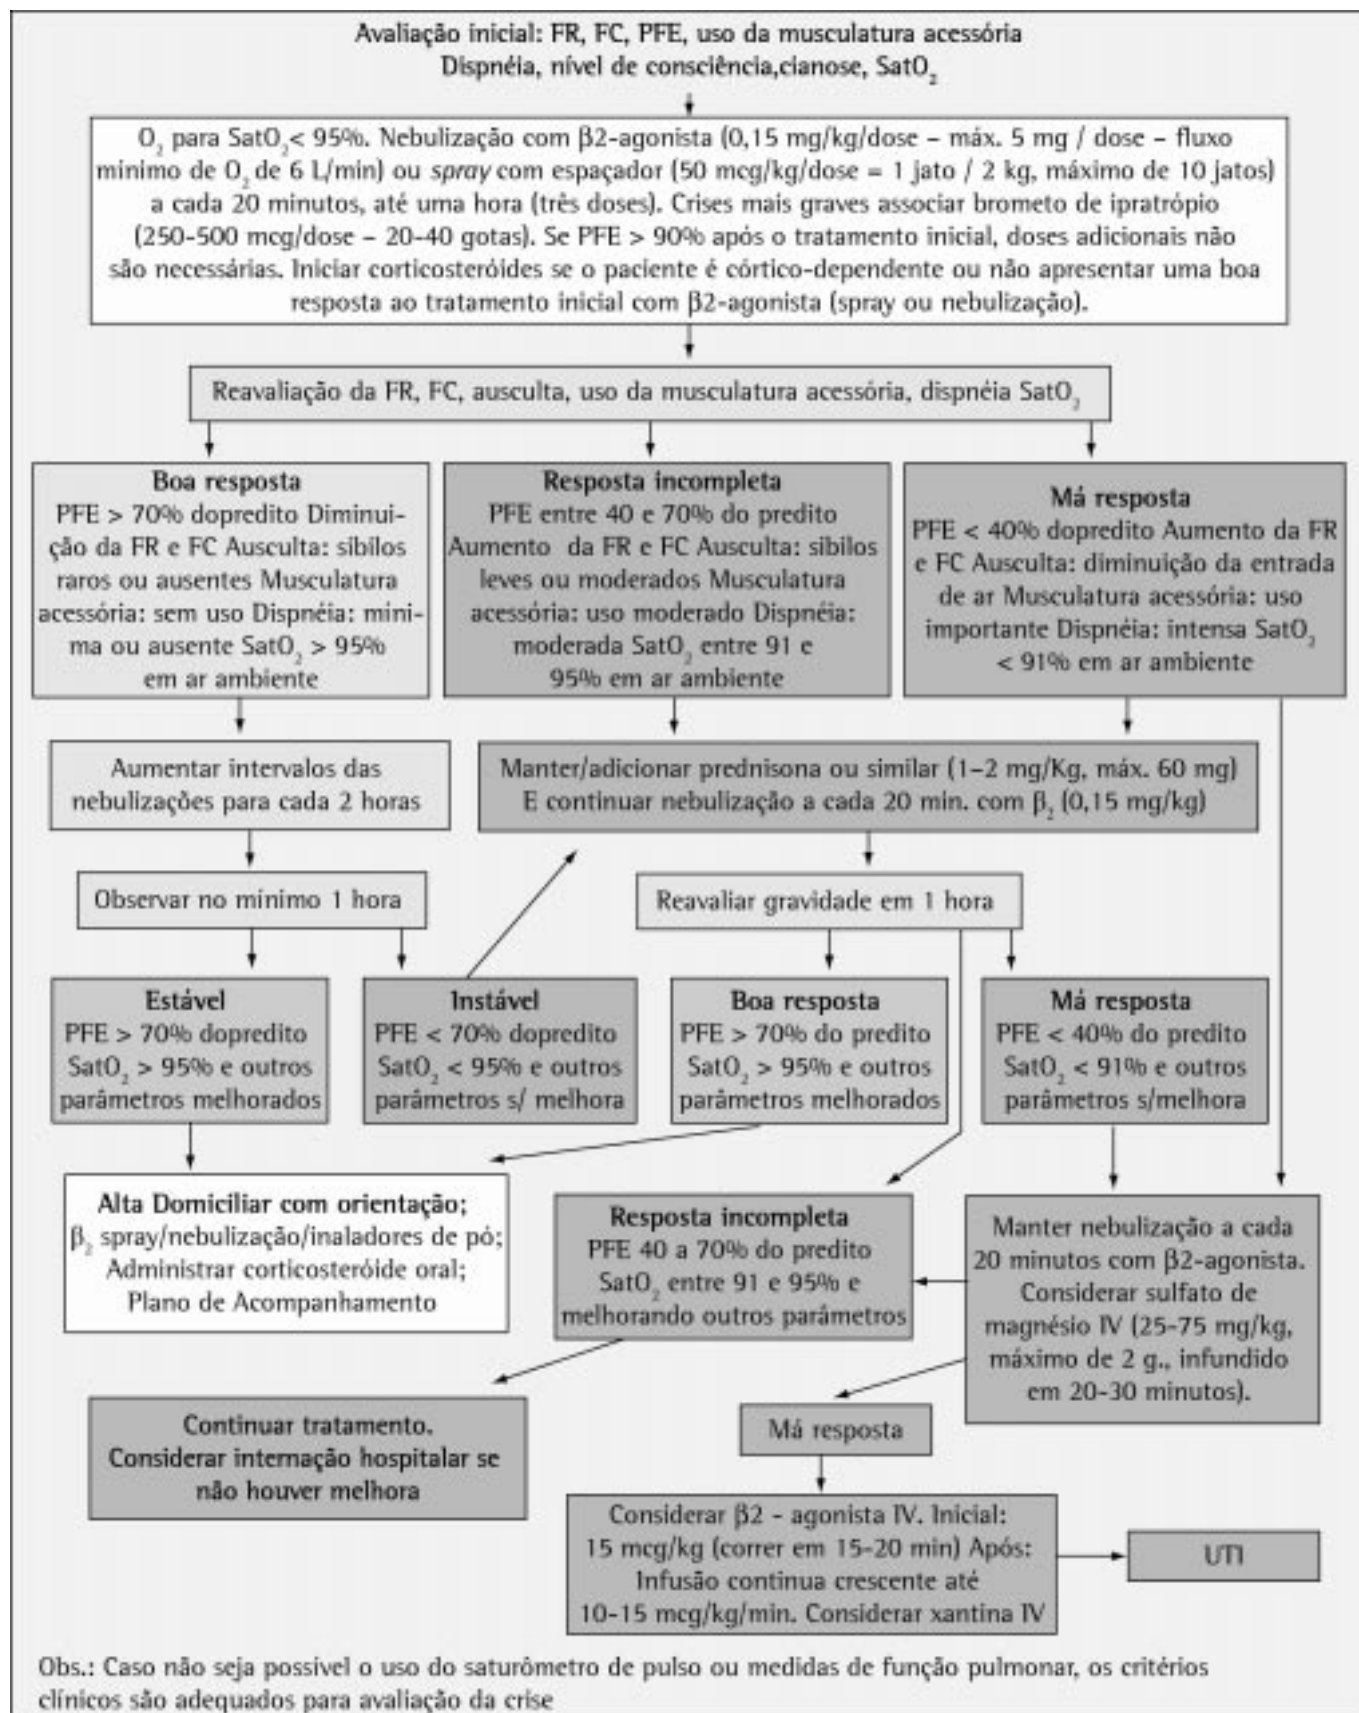 Avaliação inicial: FR, FC, PFE, uso da musculatura acessória
Dispnéia, nível de consciência,cianose, SatO₂
O₂ para SatO₂< 95%. Nebulização com β2-agonista (0,15 mg/kg/dose – máx. 5 mg / dose – fluxo
mínimo de O₂ de 6 L/min) ou spray com espaçador (50 mcg/kg/dose = 1 jato / 2 kg, máximo de 10 jatos)
a cada 20 minutos, até uma hora (três doses). Crises mais graves associar brometo de ipratrópio
(250-500 mcg/dose – 20-40 gotas). Se PFE > 90% após o tratamento inicial, doses adicionais não
são necessárias. Iniciar corticosteróides se o paciente é córtico-dependente ou não apresentar uma boa
resposta ao tratamento inicial com β2-agonista (spray ou nebulização).
Reavaliação da FR, FC, ausculta, uso da musculatura acessória, dispnéia SatO₂
Boa resposta
PFE > 70% dopredito Diminui-
ção da FR e FC Ausculta: sibilos
raros ou ausentes Musculatura
acessória: sem uso Dispnéia: míni-
ma ou ausente SatO₂ > 95%
em ar ambiente
Resposta incompleta
PFE entre 40 e 70% do predito
Aumento da FR e FC Ausculta: sibilos
leves ou moderados Musculatura
acessória: uso moderado Dispnéia:
moderada SatO₂ entre 91 e
95% em ar ambiente
Má resposta
PFE < 40% dopredito Aumento da FR
e FC Ausculta: diminuição da entrada
de ar Musculatura acessória: uso
importante Dispnéia: intensa SatO₂
< 91% em ar ambiente
Aumentar intervalos das
nebulizações para cada 2 horas
Manter/adicionar prednisona ou similar (1–2 mg/Kg, máx. 60 mg)
E continuar nebulização a cada 20 min. com β₂ (0,15 mg/kg)
Observar no mínimo 1 hora
Reavaliar gravidade em 1 hora
Estável
PFE > 70% dopredito
SatO₂ > 95% e outros
parâmetros melhorados
Instável
PFE < 70% dopredito
SatO₂ < 95% e outros
parâmetros s/ melhora
Boa resposta
PFE > 70% do predito
SatO₂ > 95% e outros
parâmetros melhorados
Má resposta
PFE < 40% do predito
SatO₂ < 91% e outros
parâmetros s/melhora
Alta Domiciliar com orientação;
β₂ spray/nebulização/inaladores de pó;
Administrar corticosteróide oral;
Plano de Acompanhamento
Resposta incompleta
PFE 40 a 70% do predito
SatO₂ entre 91 e 95% e
melhorando outros parâmetros
Manter nebulização a cada
20 minutos com β2-agonista.
Considerar sulfato de
magnésio IV (25-75 mg/kg,
máximo de 2 g., infundido
em 20-30 minutos).
Continuar tratamento.
Considerar internação hospitalar se
não houver melhora
Má resposta
Considerar β2 - agonista IV. Inicial:
15 mcg/kg (correr em 15-20 min) Após:
Infusão contínua crescente até
10-15 mcg/kg/min. Considerar xantina IV
UTI
Obs.: Caso não seja possível o uso do saturômetro de pulso ou medidas de função pulmonar, os critérios
clínicos são adequados para avaliação da crise